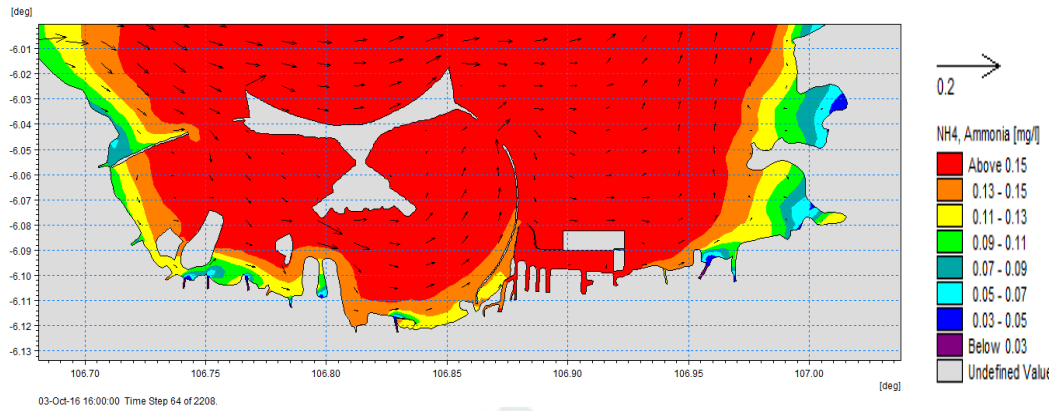 [deg]
-6.01
-6.02
-6.03
-6.04
-6.05
-6.06
-6.07
-6.08
-6.09
-6.10
-6.11
-6.12
-6.13
106.70 106.75 106.80 106.85 106.90 106.95 107.00
[deg]
03-Oct-16 16:00:00 Time Step 64 of 2208.
0.2
NH4, Ammonia [mg/l]
Above 0.15
0.13 - 0.15
0.11 - 0.13
0.09 - 0.11
0.07 - 0.09
0.05 - 0.07
0.03 - 0.05
Below 0.03
Undefined Value